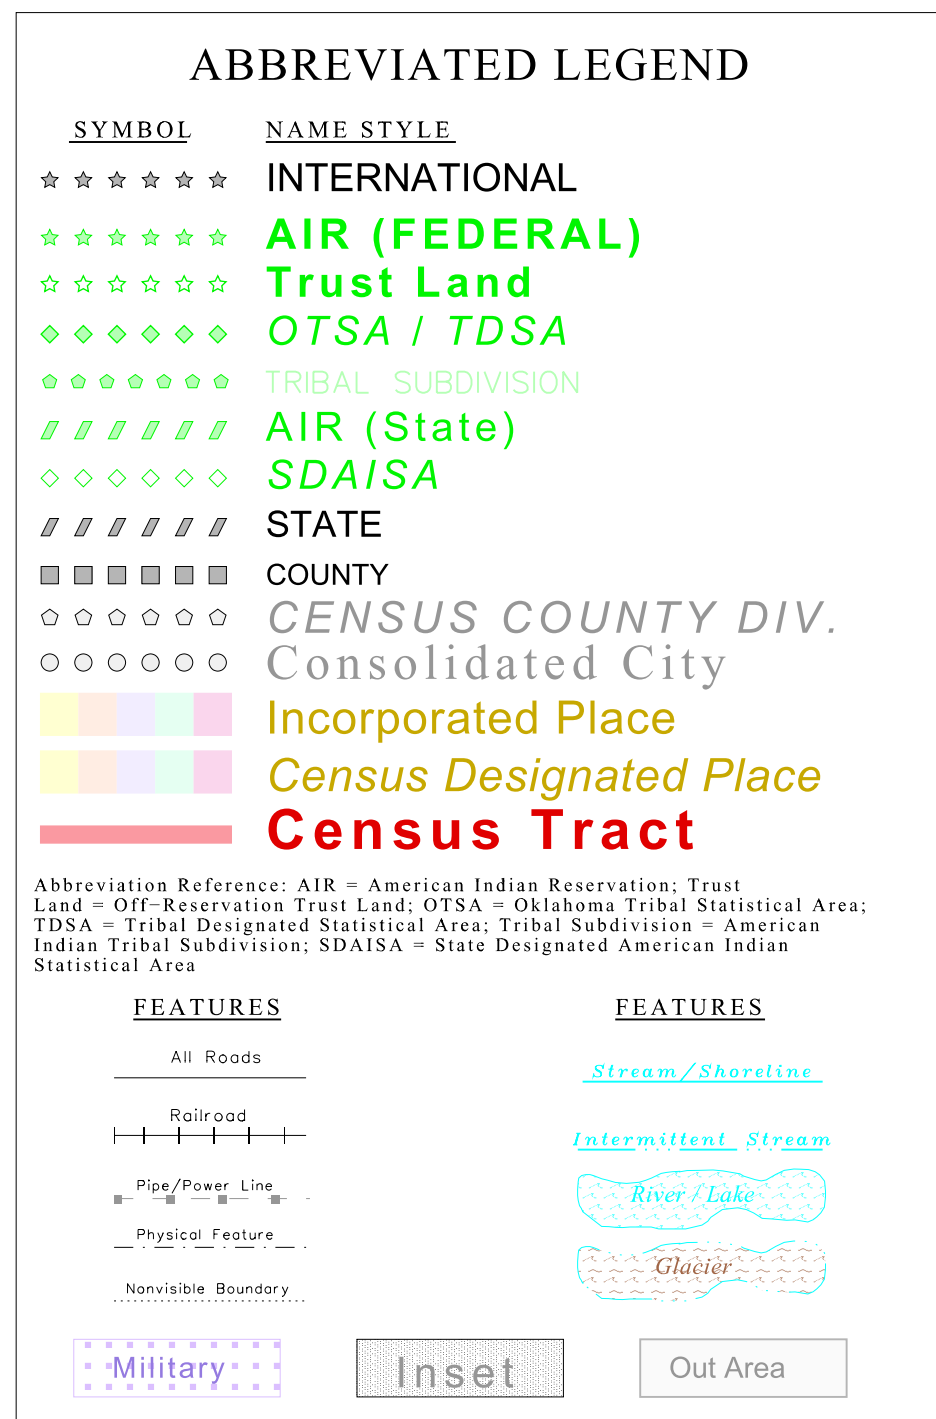 ABBREVIATED LEGEND
SYMBOL NAME STYLE
INTERNATIONAL
AIR (FEDERAL)
Trust Land
OTSA / TDSA
TRIBAL SUBDIVISION
AIR (State)
SDAISA
STATE
COUNTY
CENSUS COUNTY DIV.
Consolidated City
Incorporated Place
Census Designated Place
Census Tract
Abbreviation Reference: AIR = American Indian Reservation; Trust
Land = Off−Reservation Trust Land; OTSA = Oklahoma Tribal Statistical Area;
TDSA = Tribal Designated Statistical Area; Tribal Subdivision = American
Indian Tribal Subdivision; SDAISA = State Designated American Indian
Statistical Area
FEATURES
All Roads
Railroad
Pipe/Power Line
Physical Feature
Nonvisible Boundary
FEATURES
Stream/Shoreline
Intermittent Stream
River / Lake
Glacier
Military
Inset
Out Area